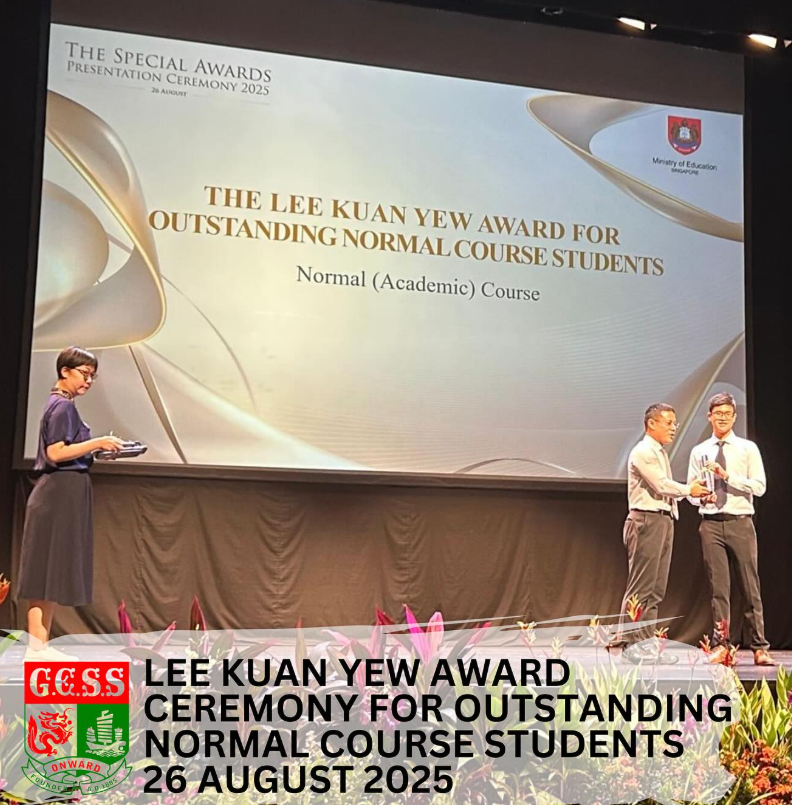 THE SPECIAL AWARDS
PRESENTATION CEREMONY 2025
26 AUGUST
Ministry of Education
SINGAPORE
THE LEE KUAN YEW AWARD FOR
OUTSTANDING NORMAL COURSE STUDENTS
Normal (Academic) Course
G.E.S.S
ONWARD
FOUNDED A.D. 1885
LEE KUAN YEW AWARD
CEREMONY FOR OUTSTANDING
NORMAL COURSE STUDENTS
26 AUGUST 2025